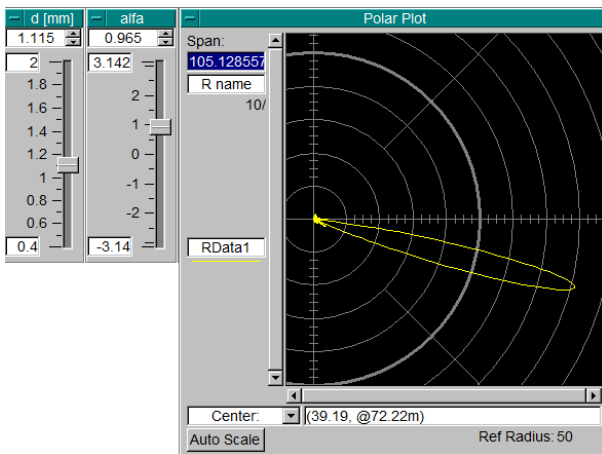 d [mm]
1.115
2
1.8
1.6
1.4
1.2
1
0.8
0.6
0.4
alfa
0.965
3.142
2
1
0
-1
-2
-3.14
Polar Plot
Span:
105.128557
R name
10/
RData1
Center:
(39.19, @72.22m)
Auto Scale
Ref Radius: 50